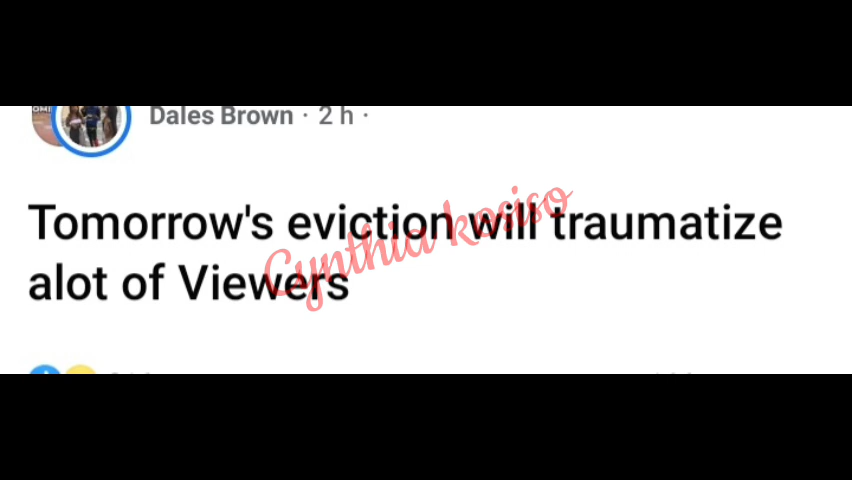 Dales Brown · 2 h ·
Tomorrow's eviction will traumatize
alot of Viewers
Cynthia kosiso